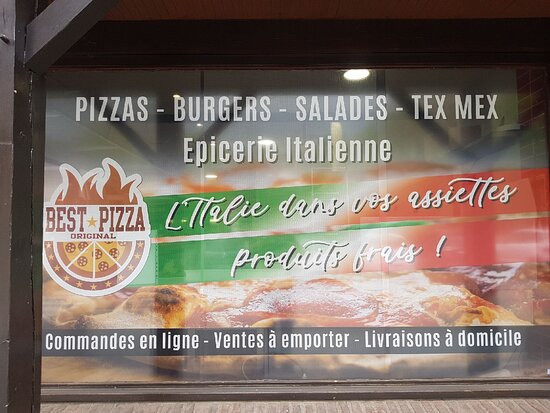 PIZZAS - BURGERS - SALADES - TEX MEX
Epicerie Italienne
BEST ★ PIZZA
ORIGINAL
L'Italie dans vos assiettes
produits frais !
Commandes en ligne - Ventes à emporter - Livraisons à domicile